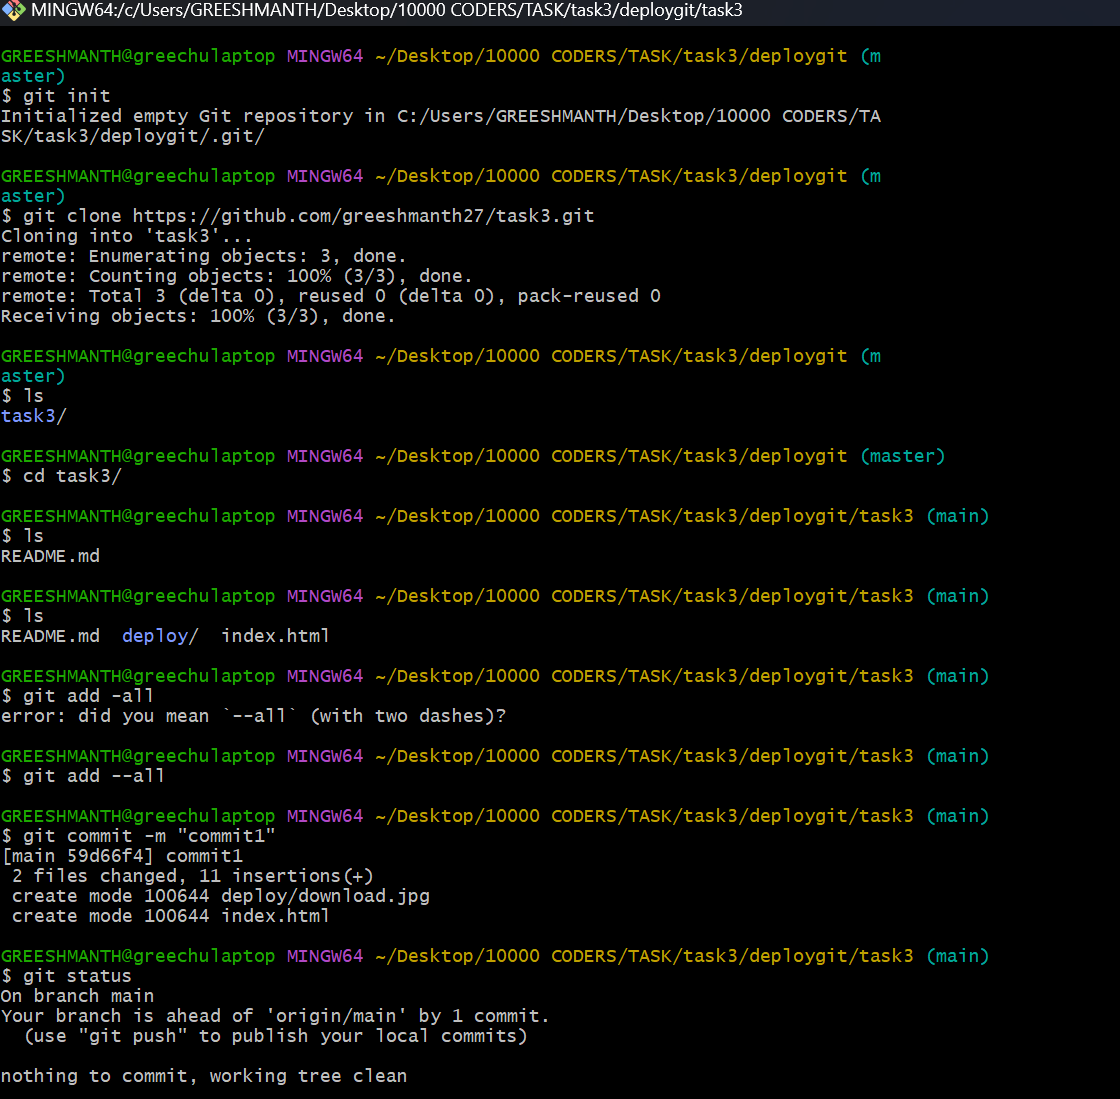 MINGW64:/c/Users/GREESHMANTH/Desktop/10000 CODERS/TASK/task3/deploygit/task3
GREESHMANTH@greechulaptop MINGW64 ~/Desktop/10000 CODERS/TASK/task3/deploygit (m
aster)
$ git init
Initialized empty Git repository in C:/Users/GREESHMANTH/Desktop/10000 CODERS/TA
SK/task3/deploygit/.git/
GREESHMANTH@greechulaptop MINGW64 ~/Desktop/10000 CODERS/TASK/task3/deploygit (m
aster)
$ git clone https://github.com/greeshmanth27/task3.git
Cloning into 'task3'...
remote: Enumerating objects: 3, done.
remote: Counting objects: 100% (3/3), done.
remote: Total 3 (delta 0), reused 0 (delta 0), pack-reused 0
Receiving objects: 100% (3/3), done.
GREESHMANTH@greechulaptop MINGW64 ~/Desktop/10000 CODERS/TASK/task3/deploygit (m
aster)
$ ls
task3/
GREESHMANTH@greechulaptop MINGW64 ~/Desktop/10000 CODERS/TASK/task3/deploygit (master)
$ cd task3/
GREESHMANTH@greechulaptop MINGW64 ~/Desktop/10000 CODERS/TASK/task3/deploygit/task3 (main)
$ ls
README.md
GREESHMANTH@greechulaptop MINGW64 ~/Desktop/10000 CODERS/TASK/task3/deploygit/task3 (main)
$ ls
README.md  deploy/  index.html
GREESHMANTH@greechulaptop MINGW64 ~/Desktop/10000 CODERS/TASK/task3/deploygit/task3 (main)
$ git add -all
error: did you mean `--all` (with two dashes)?
GREESHMANTH@greechulaptop MINGW64 ~/Desktop/10000 CODERS/TASK/task3/deploygit/task3 (main)
$ git add --all
GREESHMANTH@greechulaptop MINGW64 ~/Desktop/10000 CODERS/TASK/task3/deploygit/task3 (main)
$ git commit -m "commit1"
[main 59d66f4] commit1
 2 files changed, 11 insertions(+)
 create mode 100644 deploy/download.jpg
 create mode 100644 index.html
GREESHMANTH@greechulaptop MINGW64 ~/Desktop/10000 CODERS/TASK/task3/deploygit/task3 (main)
$ git status
On branch main
Your branch is ahead of 'origin/main' by 1 commit.
  (use "git push" to publish your local commits)
nothing to commit, working tree clean